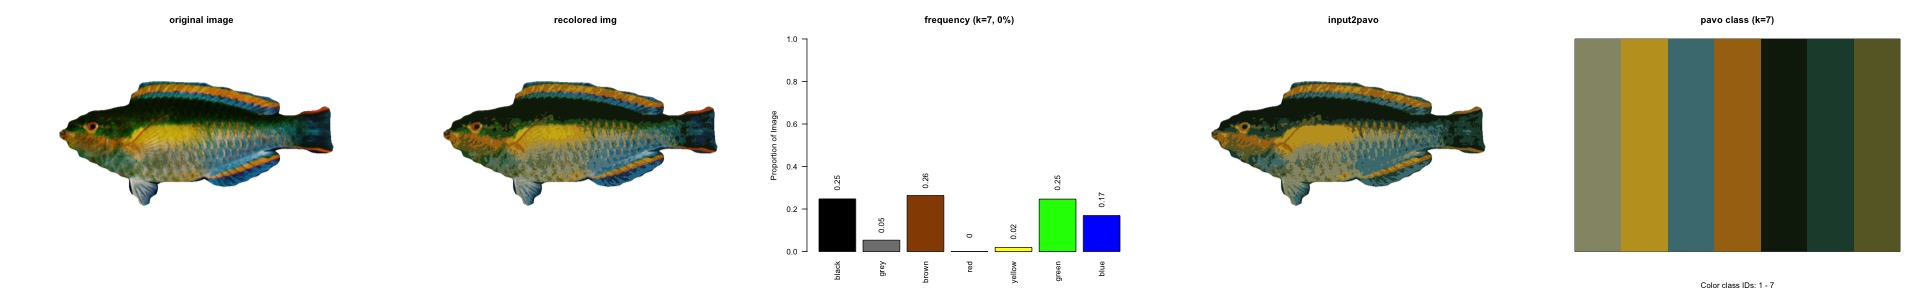 original image
recolored img
frequency (k=7, 0%)
input2pavo
pavo class (k=7)
Proportion of Image
1.0
0.8
0.6
0.4
0.2
0.0
0.25
0.05
0.26
0
0.02
0.25
0.17
black
grey
brown
red
yellow
green
blue
Color class IDs: 1 - 7